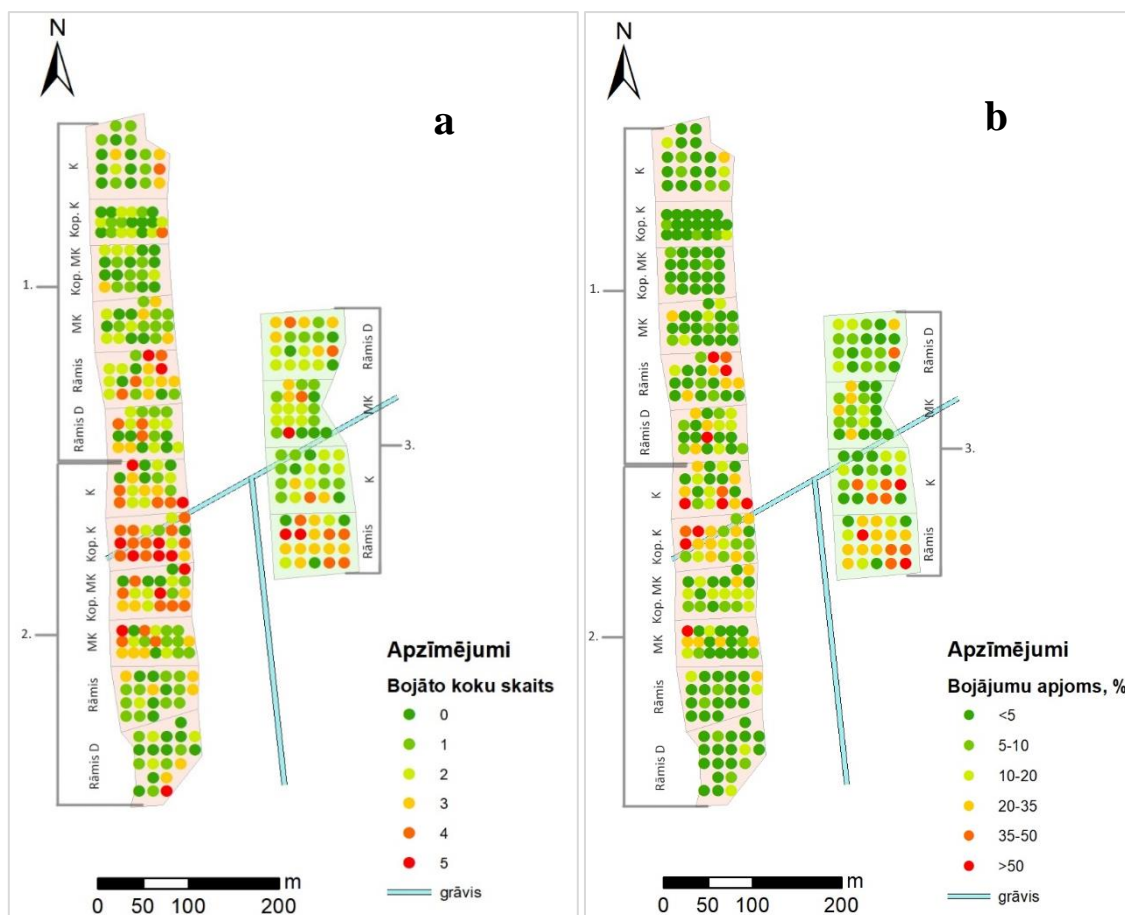 N
a
K
Kop. K
Kop. MK
MK
Rāmis
Rāmis D
1.
K
Kop. K
Kop. MK
MK
Rāmis
Rāmis D
2.
Rāmis D
MK
K
Rāmis
3.
Apzīmējumi
Bojāto koku skaits
0
1
2
3
4
5
grāvis
m
0 50 100 200
N
b
K
Kop. K
Kop. MK
MK
Rāmis
Rāmis D
1.
K
Kop. K
Kop. MK
MK
Rāmis
Rāmis D
2.
Rāmis D
MK
K
Rāmis
3.
Apzīmējumi
Bojājumu apjoms, %
<5
5-10
10-20
20-35
35-50
>50
grāvis
m
0 50 100 200